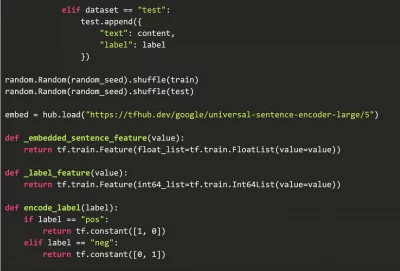 elif dataset == "test":
test.append({
"text": content,
"label": label
})
random.Random(random_seed).shuffle(train)
random.Random(random_seed).shuffle(test)
embed = hub.load("https://tfhub.dev/google/universal-sentence-encoder-large/5")
def _embedded_sentence_feature(value):
return tf.train.Feature(float_list=tf.train.FloatList(value=value))
def _label_feature(value):
return tf.train.Feature(int64_list=tf.train.Int64List(value=value))
def encode_label(label):
if label == "pos":
return tf.constant([1, 0])
elif label == "neg":
return tf.constant([0, 1])